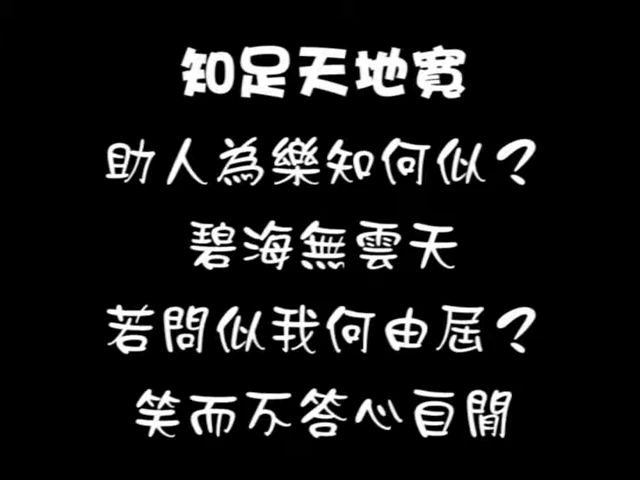 知足天地寬
助人為樂知何似？
碧海無雲天
若問似我何由屈？
笑而不答心自閒